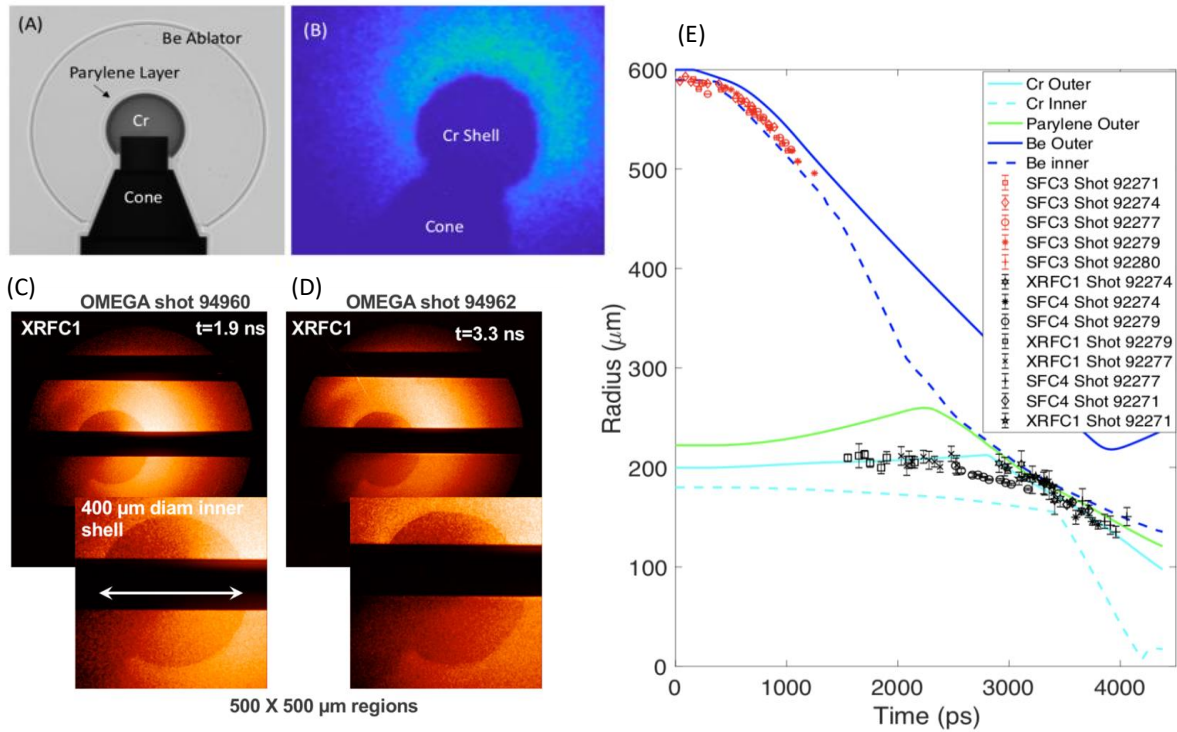 (A)
Be Ablator
Parylene Layer
Cr
Cone
(B)
Cr Shell
Cone
(C)
OMEGA shot 94960
XRFC1
t=1.9 ns
400 μm diam inner
shell
(D)
OMEGA shot 94962
XRFC1
t=3.3 ns
500 X 500 μm regions
(E)
Radius (μm)
600
500
400
300
200
100
0
Cr Outer
Cr Inner
Parylene Outer
Be Outer
Be inner
SFC3 Shot 92271
SFC3 Shot 92274
SFC3 Shot 92277
SFC3 Shot 92279
SFC3 Shot 92280
XRFC1 Shot 92274
SFC4 Shot 92274
SFC4 Shot 92279
XRFC1 Shot 92279
XRFC1 Shot 92277
SFC4 Shot 92277
SFC4 Shot 92271
XRFC1 Shot 92271
0 1000 2000 3000 4000
Time (ps)